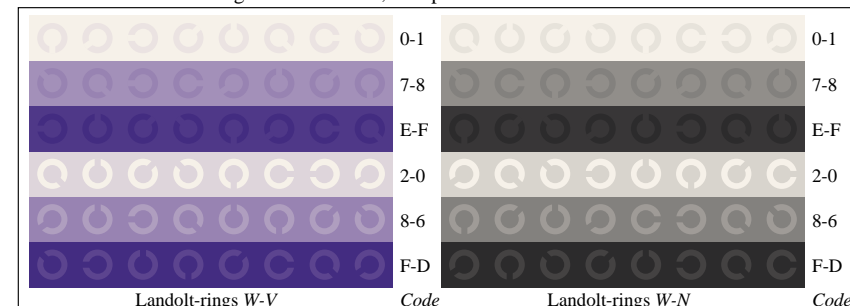 0-1
7-8
E-F
2-0
8-6
F-D
Landolt-rings W-V Code
0-1
7-8
E-F
2-0
8-6
F-D
Landolt-rings W-N Code